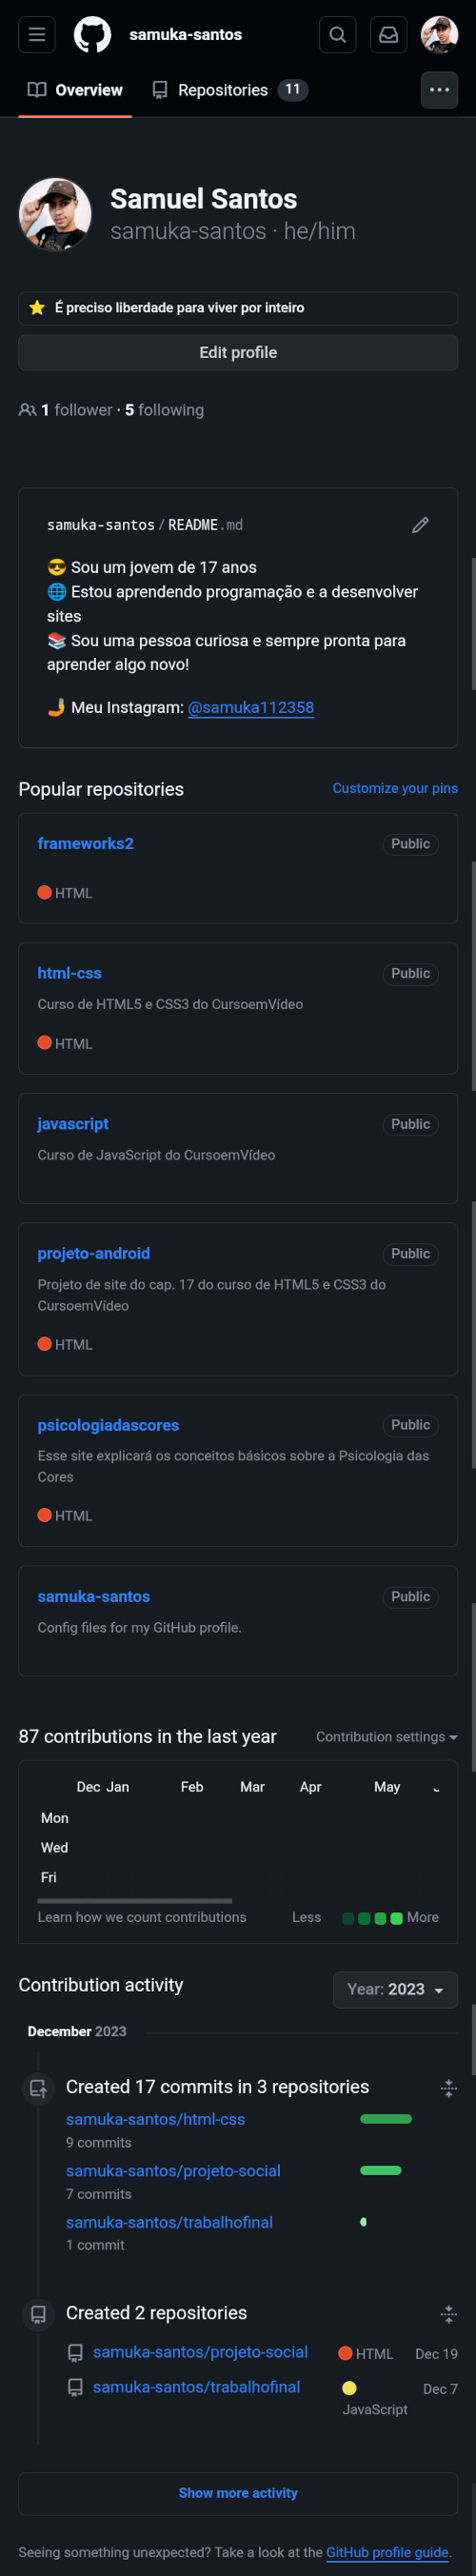 samuka-santos
Overview Repositories 11
Samuel Santos
samuka-santos · he/him
⭐ É preciso liberdade para viver por inteiro
Edit profile
1 follower · 5 following
samuka-santos / README.md
😎 Sou um jovem de 17 anos
🌐 Estou aprendendo programação e a desenvolver
sites
📚 Sou uma pessoa curiosa e sempre pronta para
aprender algo novo!
🤳 Meu Instagram: @samuka112358
Popular repositories Customize your pins
frameworks2 Public
HTML
html-css Public
Curso de HTML5 e CSS3 do CursoemVídeo
HTML
javascript Public
Curso de JavaScript do CursoemVídeo
projeto-android Public
Projeto de site do cap. 17 do curso de HTML5 e CSS3 do
CursoemVídeo
HTML
psicologiadascores Public
Esse site explicará os conceitos básicos sobre a Psicologia das
Cores
HTML
samuka-santos Public
Config files for my GitHub profile.
87 contributions in the last year Contribution settings
Dec Jan Feb Mar Apr May
Mon
Wed
Fri
Learn how we count contributions Less More
Contribution activity Year: 2023
December 2023
Created 17 commits in 3 repositories
samuka-santos/html-css
9 commits
samuka-santos/projeto-social
7 commits
samuka-santos/trabalhofinal
1 commit
Created 2 repositories
samuka-santos/projeto-social HTML Dec 19
samuka-santos/trabalhofinal Dec 7
JavaScript
Show more activity
Seeing something unexpected? Take a look at the GitHub profile guide.